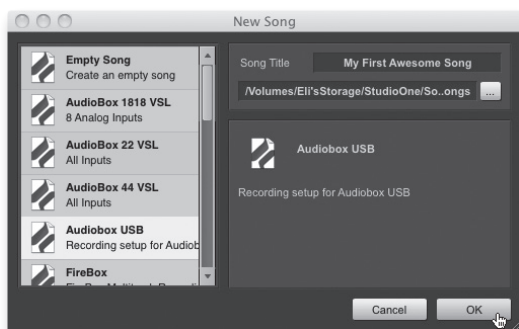 New Song
Empty Song
Create an empty song
AudioBox 1818 VSL
8 Analog Inputs
AudioBox 22 VSL
All Inputs
AudioBox 44 VSL
All Inputs
Audiobox USB
Recording setup for Audiob
FireBox
Song Title
My First Awesome Song
/Volumes/Eli'sStorage/StudioOne/So..ongs
...
Audiobox USB
Recording setup for Audiobox USB
Cancel
OK